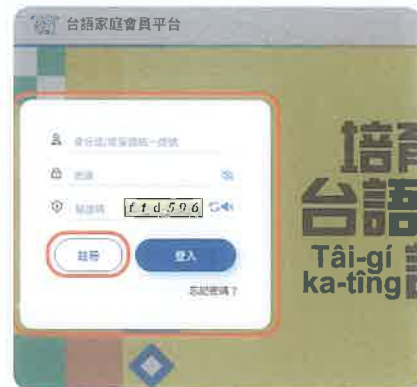 台語家庭會員平台
身分證/居留證統一證號
密碼
驗證碼 f1d596
註冊 登入
忘記密碼？
培育
台語
Tâi-gí
ka-tîng